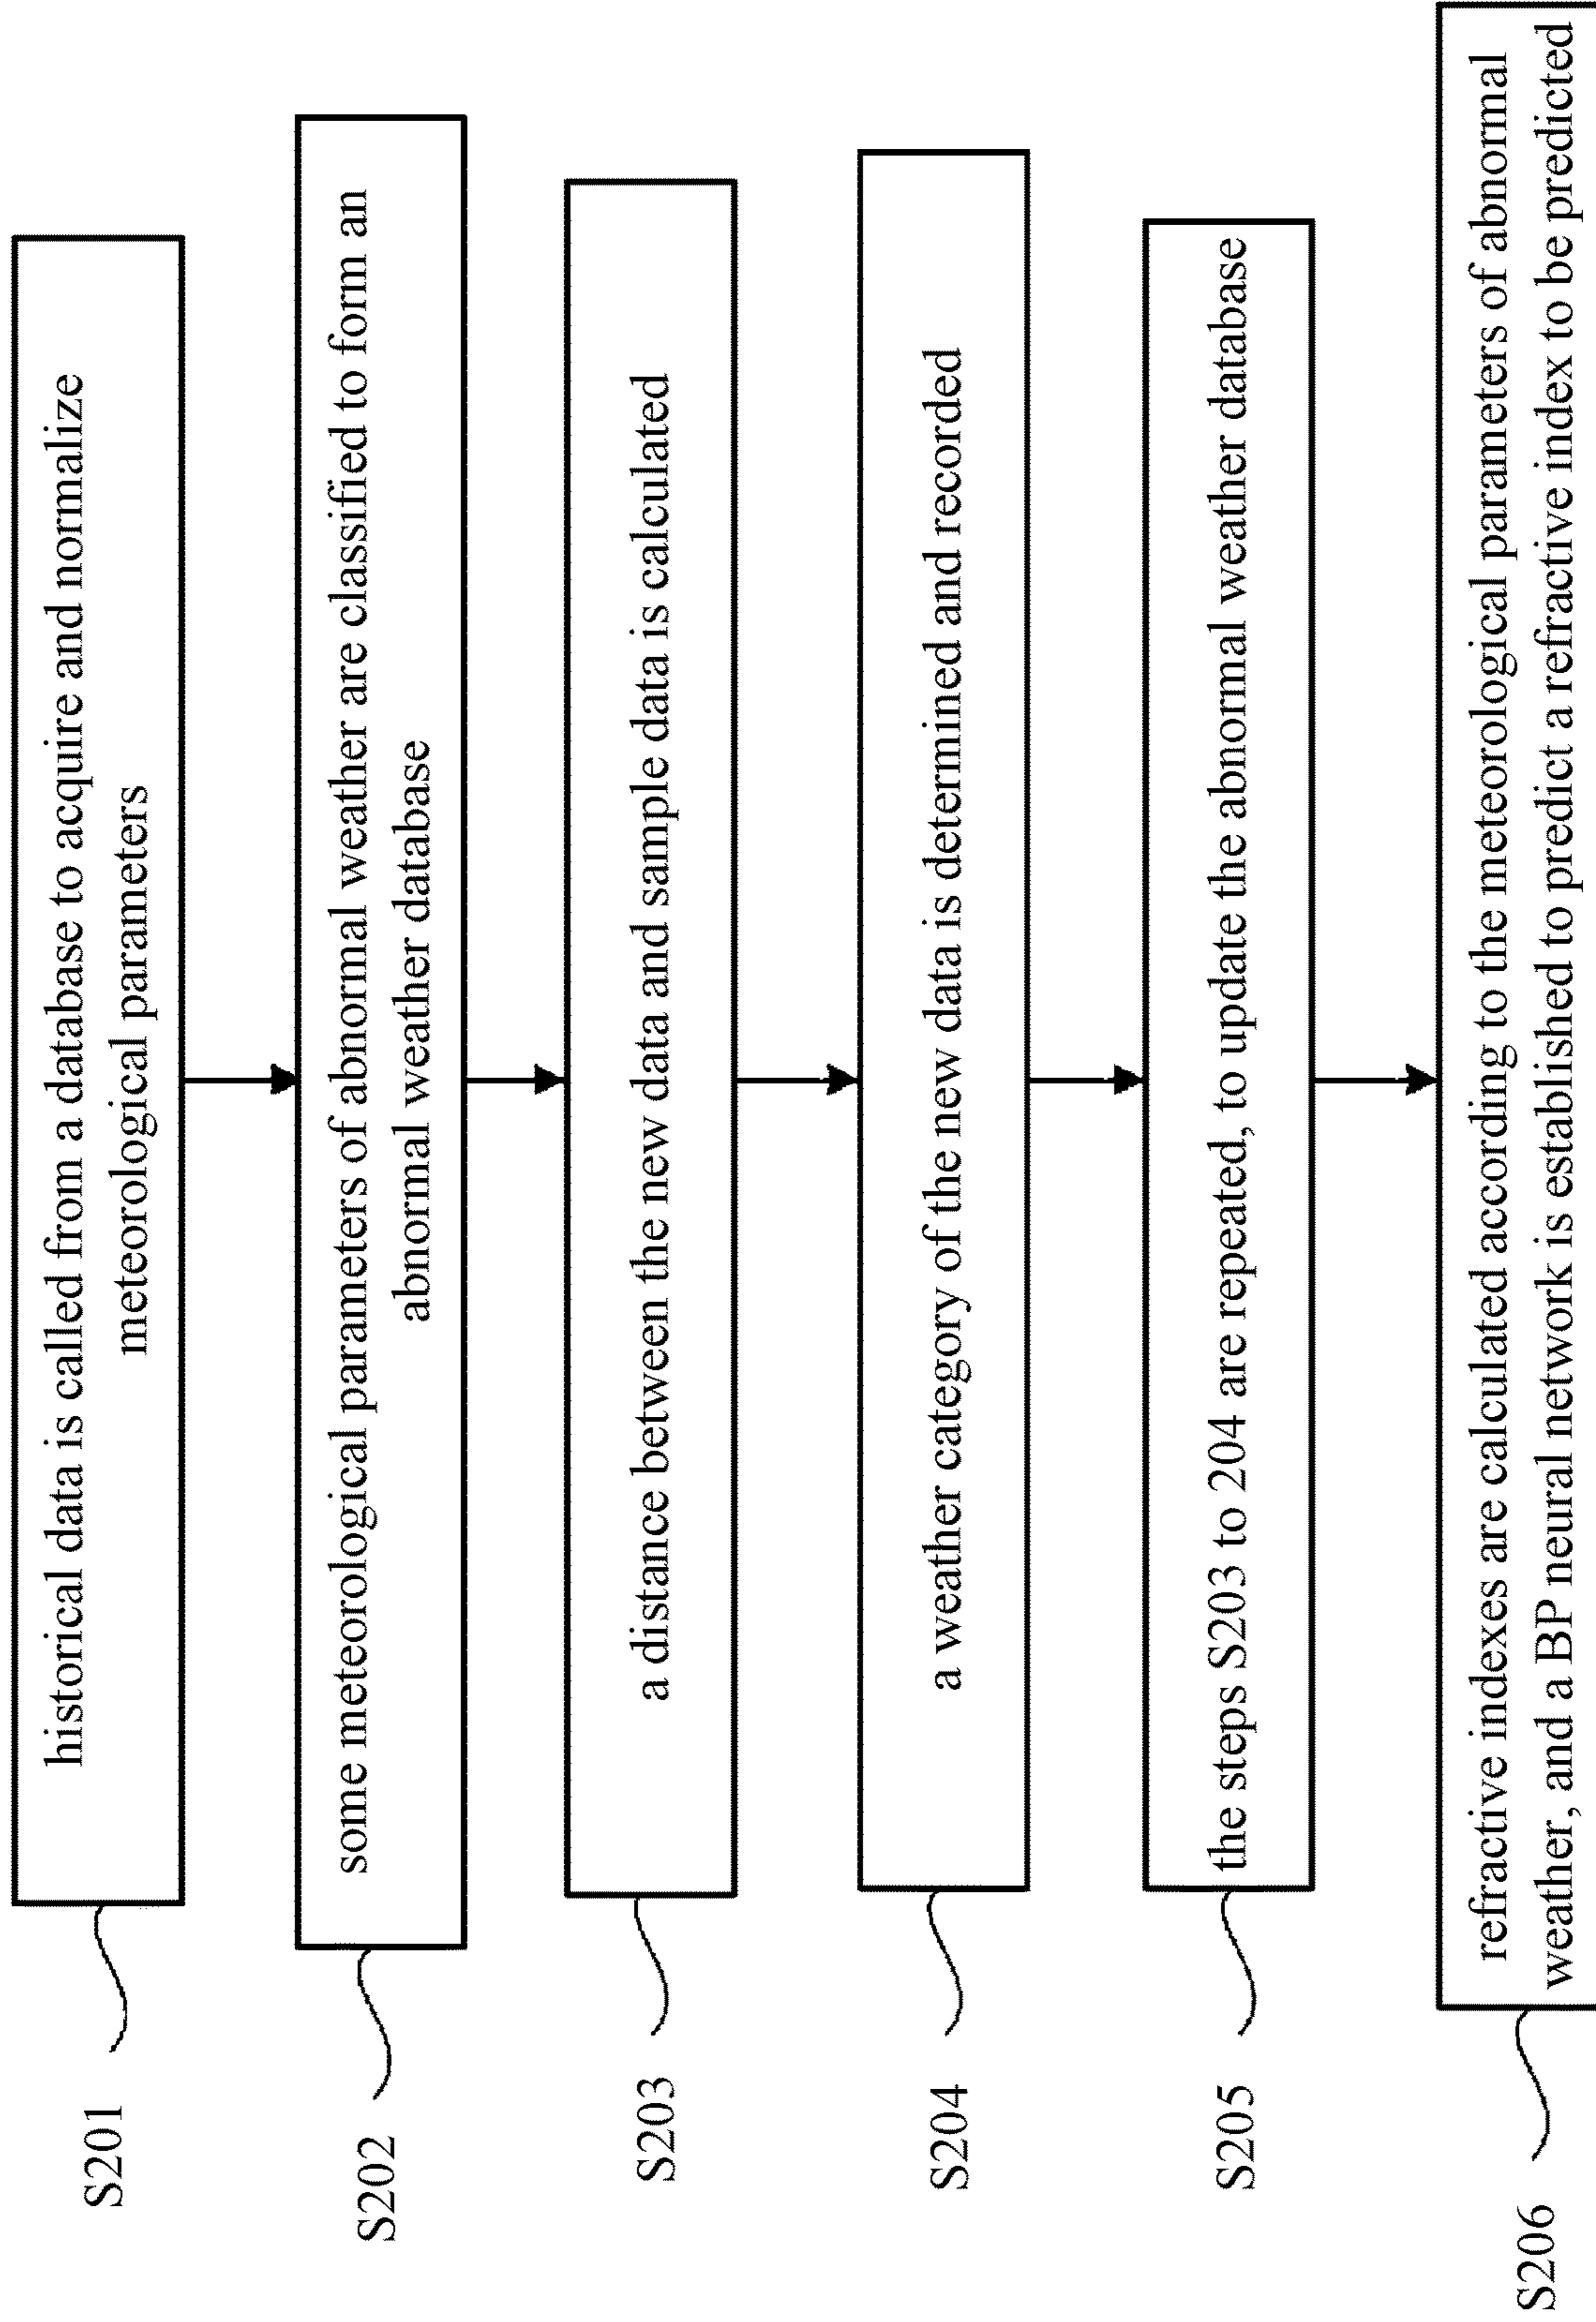 S201
historical data is called from a database to acquire and normalize
meteorological parameters
S202
some meteorological parameters of abnormal weather are classified to form an
abnormal weather database
S203
a distance between the new data and sample data is calculated
S204
a weather category of the new data is determined and recorded
S205
the steps S203 to 204 are repeated, to update the abnormal weather database
S206
refractive indexes are calculated according to the meteorological parameters of abnormal
weather, and a BP neural network is established to predict a refractive index to be predicted